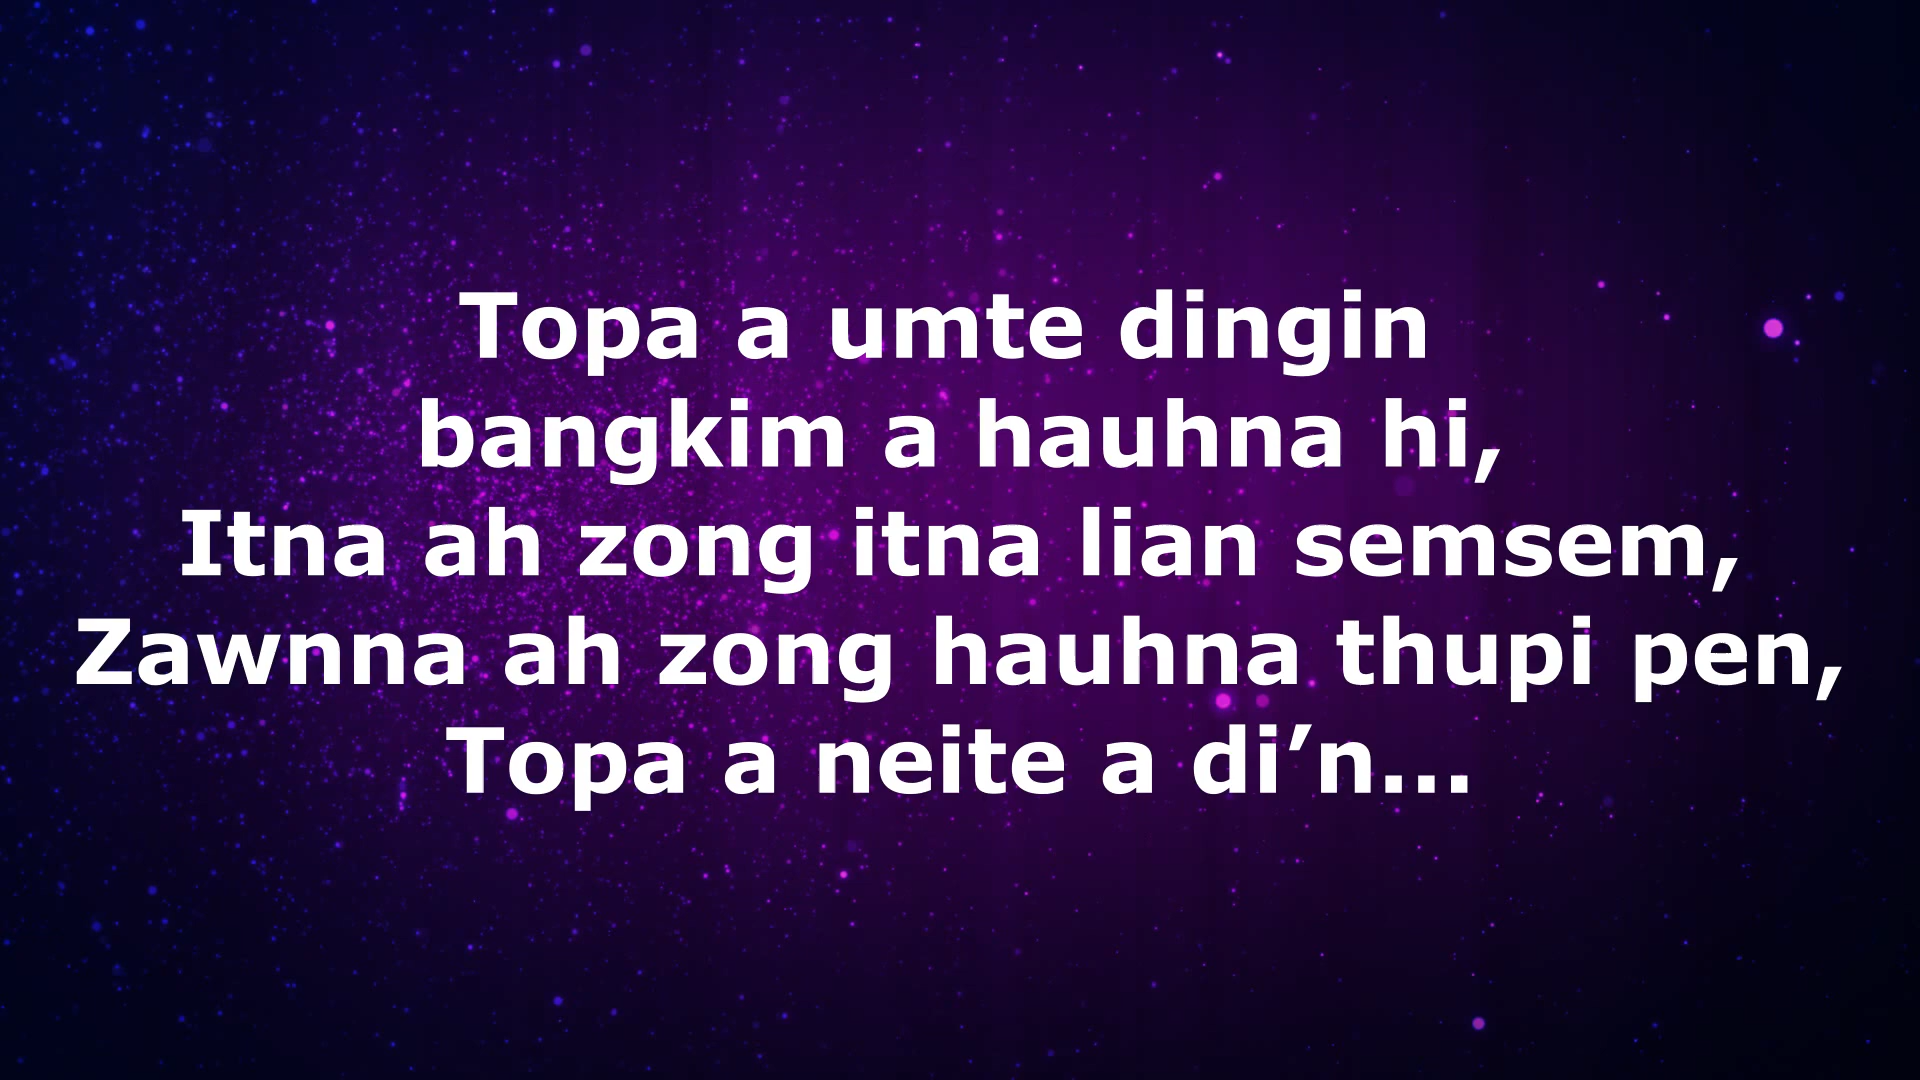 Topa a umte dingin
bangkim a hauhna hi,
Itna ah zong itna lian semsem,
Zawnna ah zong hauhna thupi pen,
Topa a neite a di’n...